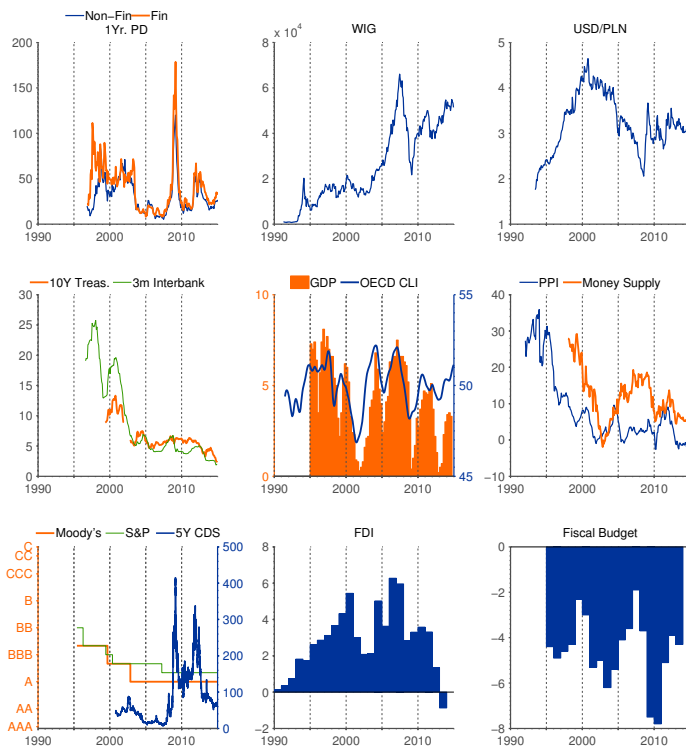 Non−Fin Fin
1Yr. PD
200
150
100
50
0
1990 2000 2010
x 10⁴
WIG
8
6
4
2
0
1990 2000 2010
USD/PLN
6
5
4
3
2
1
1990 2000 2010
10Y Treas. 3m Interbank
30
25
20
15
10
5
0
1990 2000 2010
GDP OECD CLI
10
5
0
55
50
45
1990 2000 2010
PPI Money Supply
40
30
20
10
0
−10
1990 2000 2010
Moody's S&P 5Y CDS
C
CC
CCC
B
BB
BBB
A
AA
AAA
500
400
300
200
100
0
1990 2000 2010
FDI
8
6
4
2
0
−2
1990 2000 2010
Fiscal Budget
0
−2
−4
−6
−8
1990 2000 2010